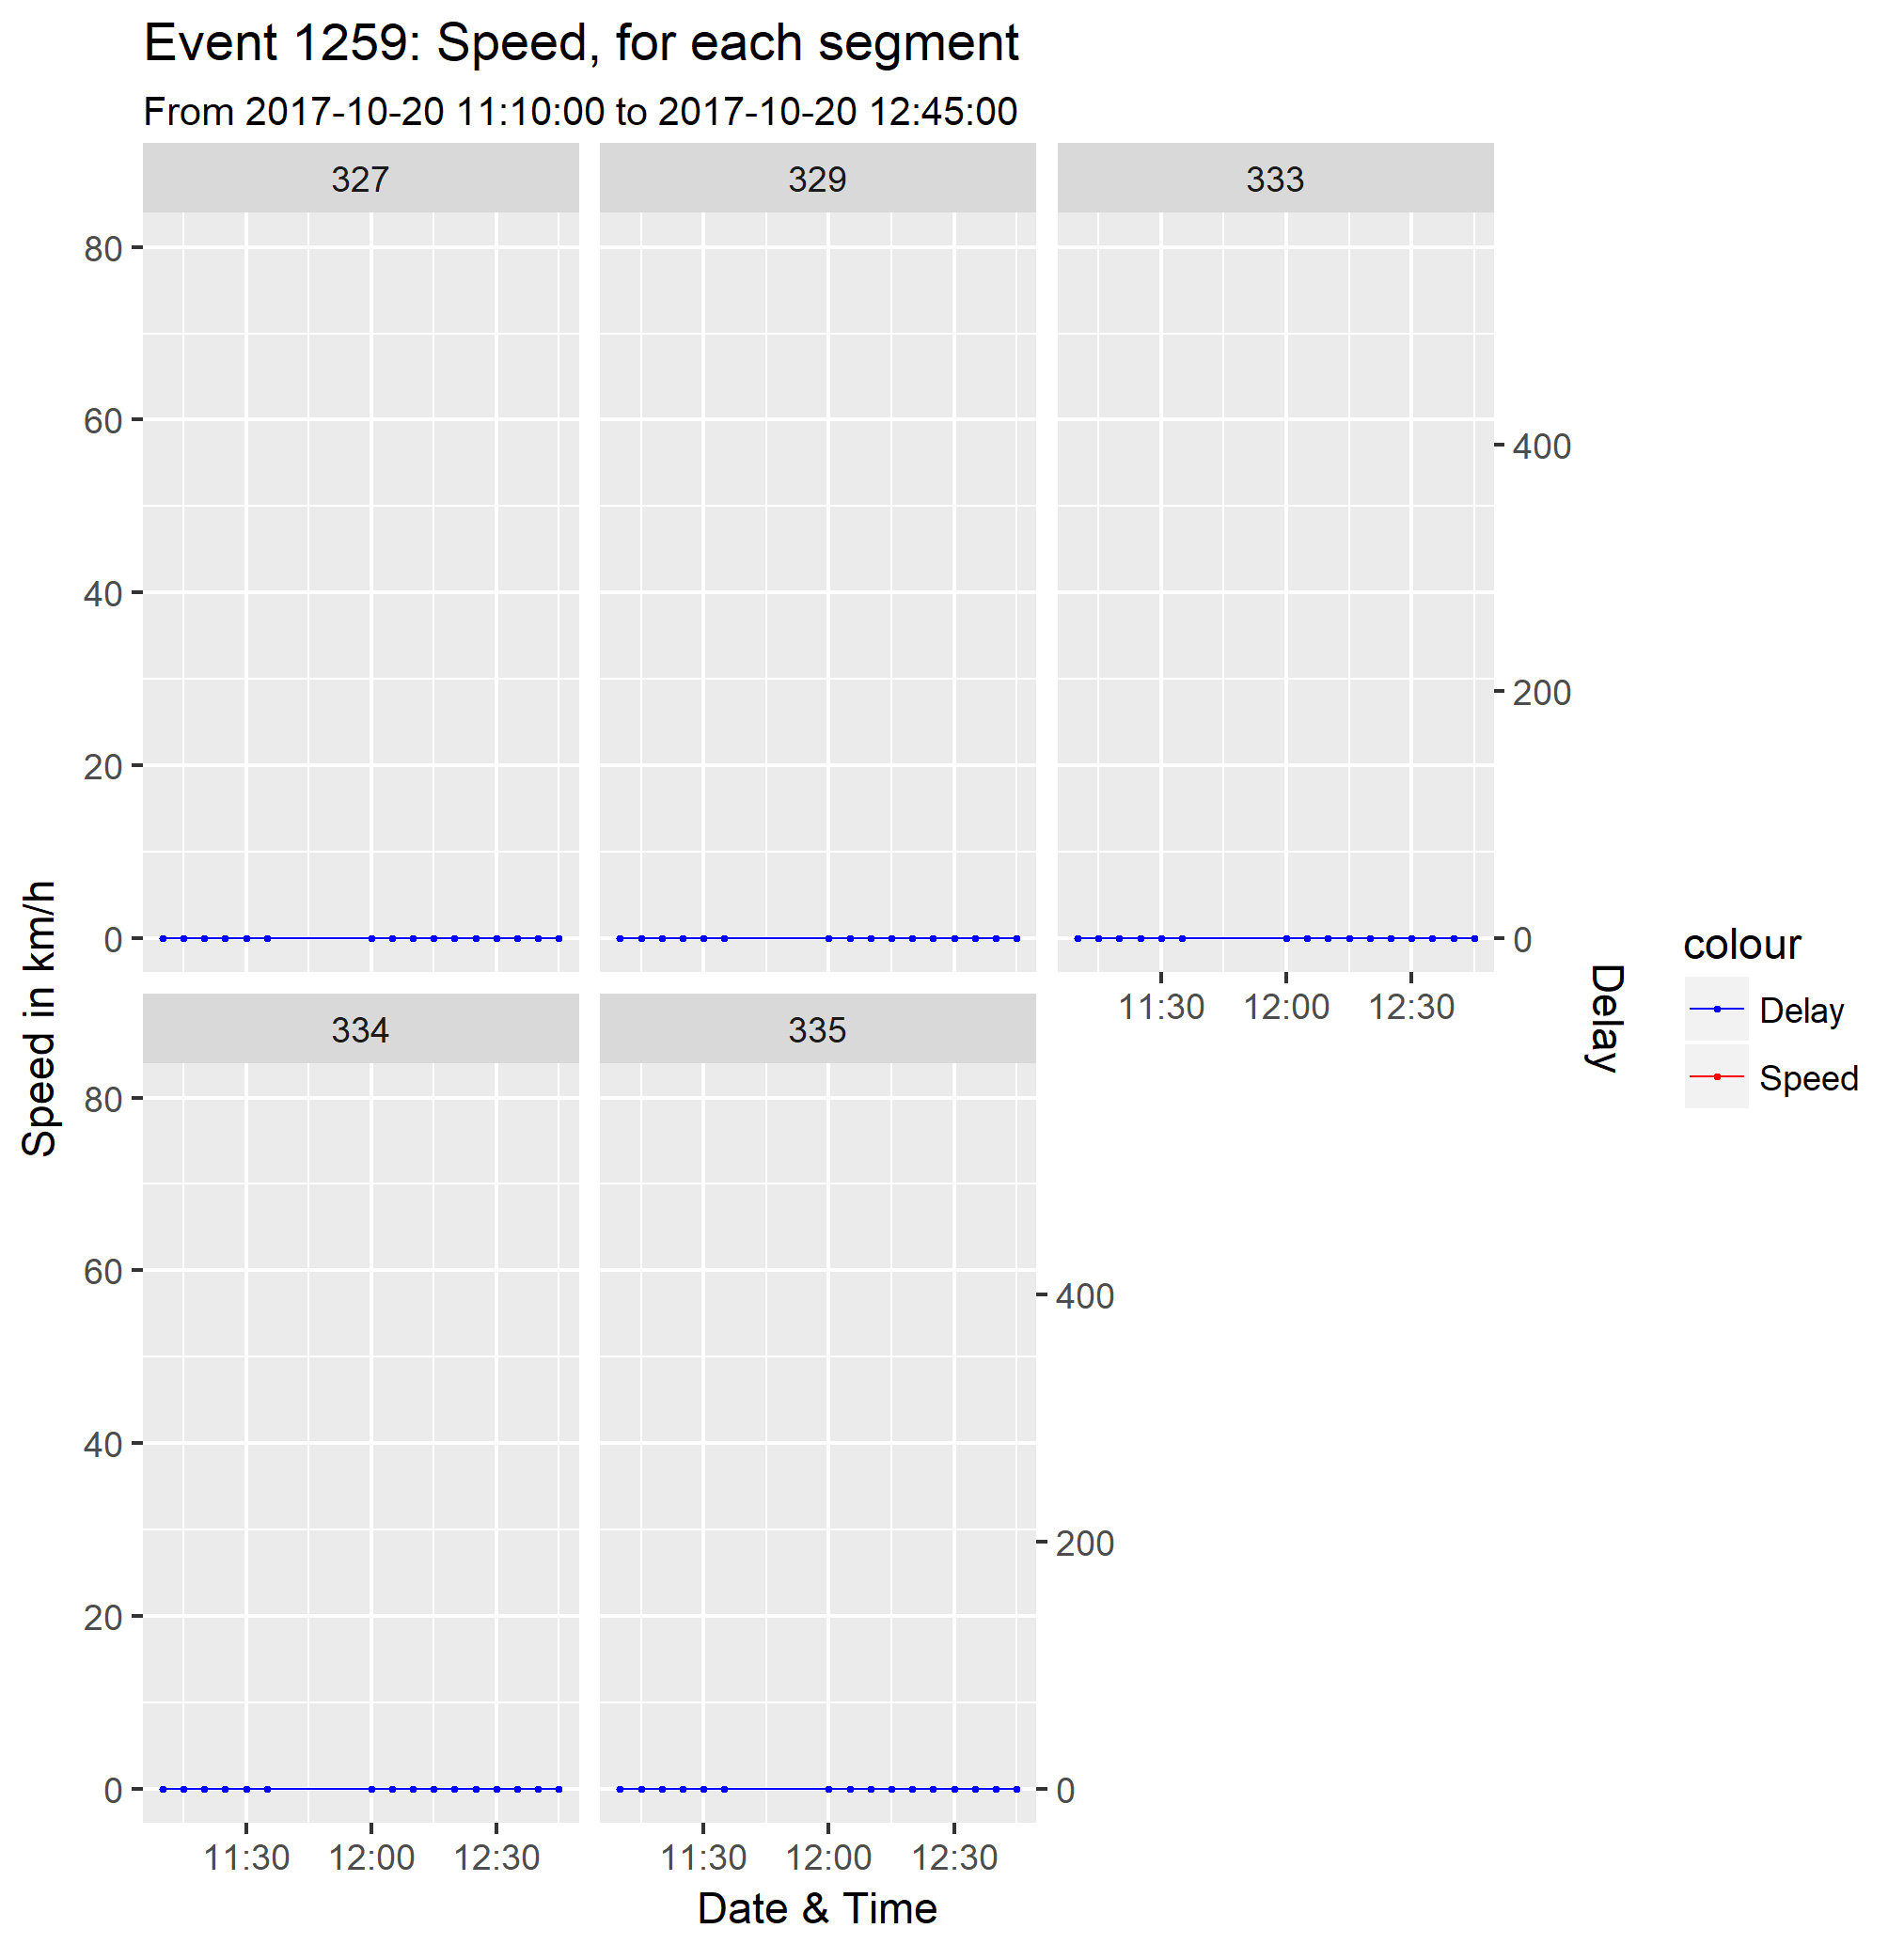 Event 1259: Speed, for each segment
From 2017-10-20 11:10:00 to 2017-10-20 12:45:00
327
329
333
80
60
40
20
0
400
200
0
11:30 12:00 12:30
Speed in km/h
Delay
colour
Delay
Speed
334
335
80
60
40
20
0
400
200
0
11:30 12:00 12:30
11:30 12:00 12:30
Date & Time